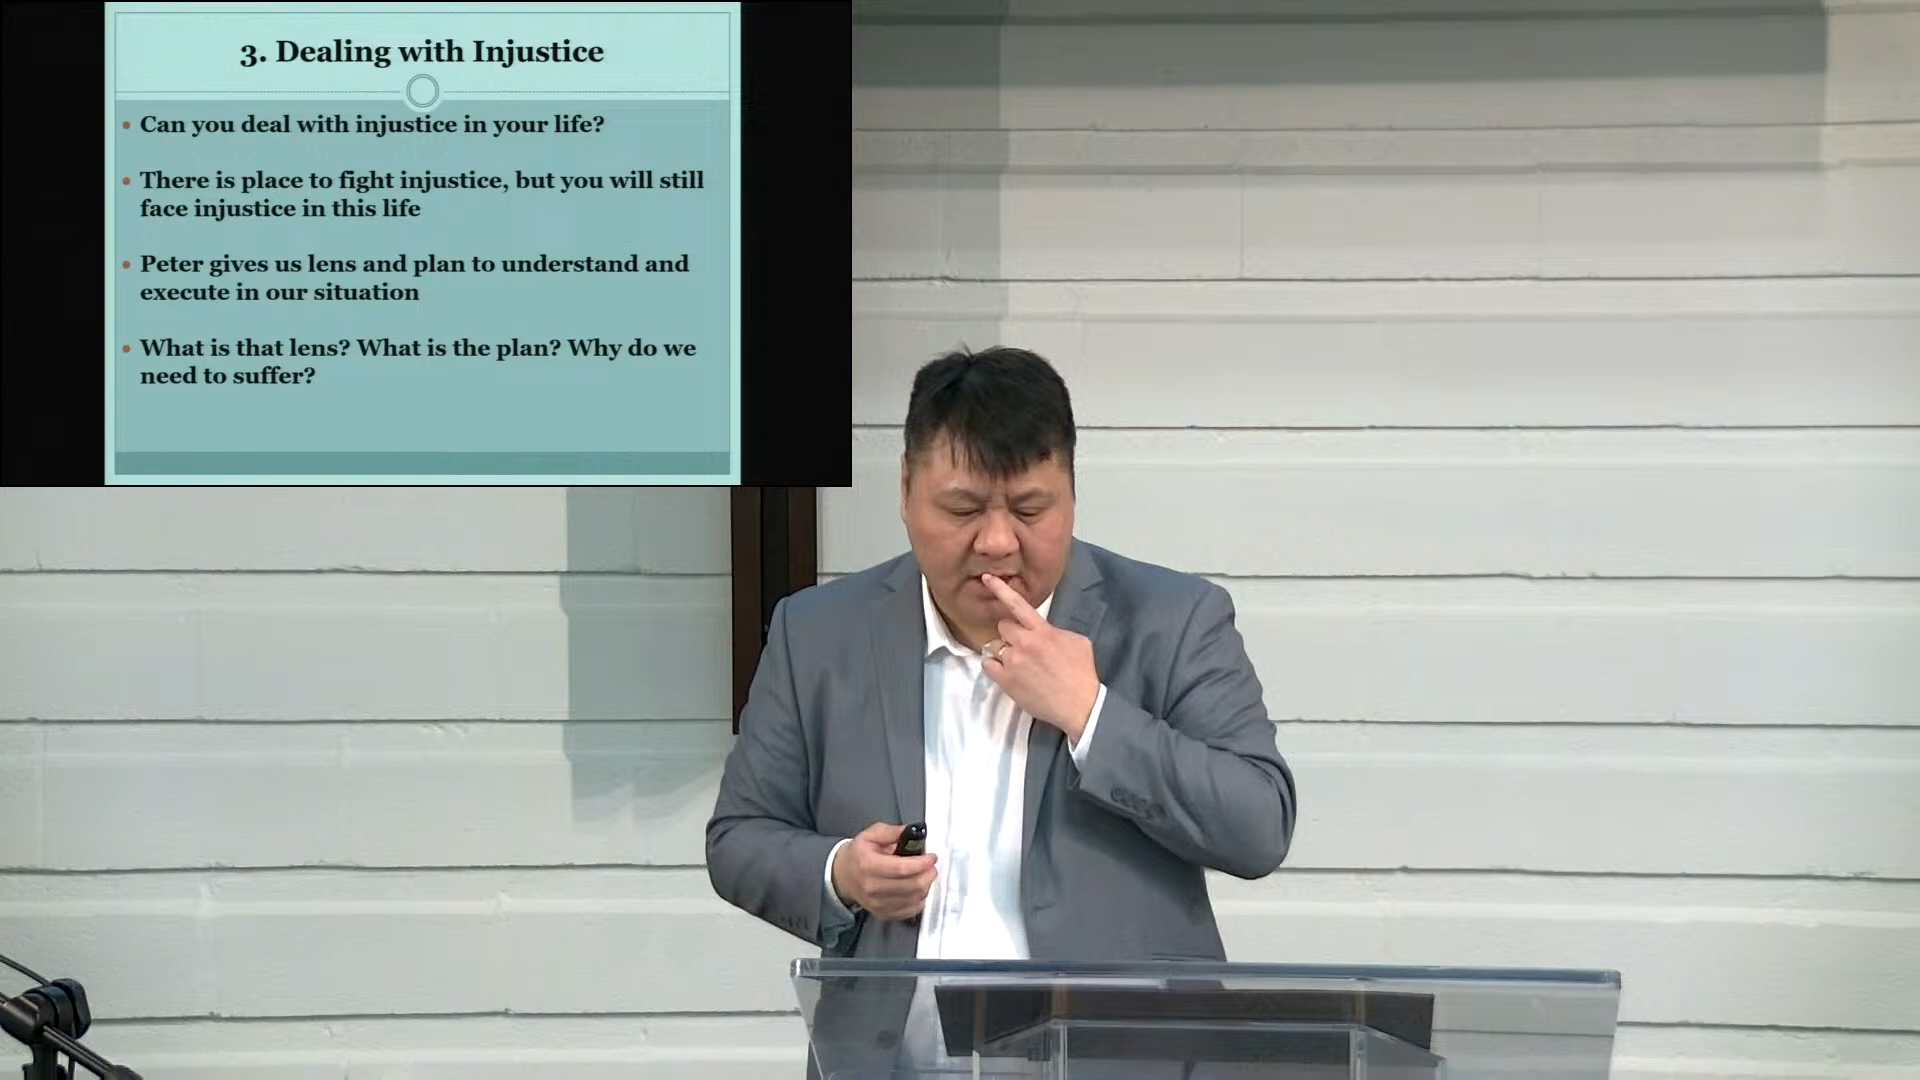 3. Dealing with Injustice
Can you deal with injustice in your life?
There is place to fight injustice, but you will still
face injustice in this life
Peter gives us lens and plan to understand and
execute in our situation
What is that lens? What is the plan? Why do we
need to suffer?